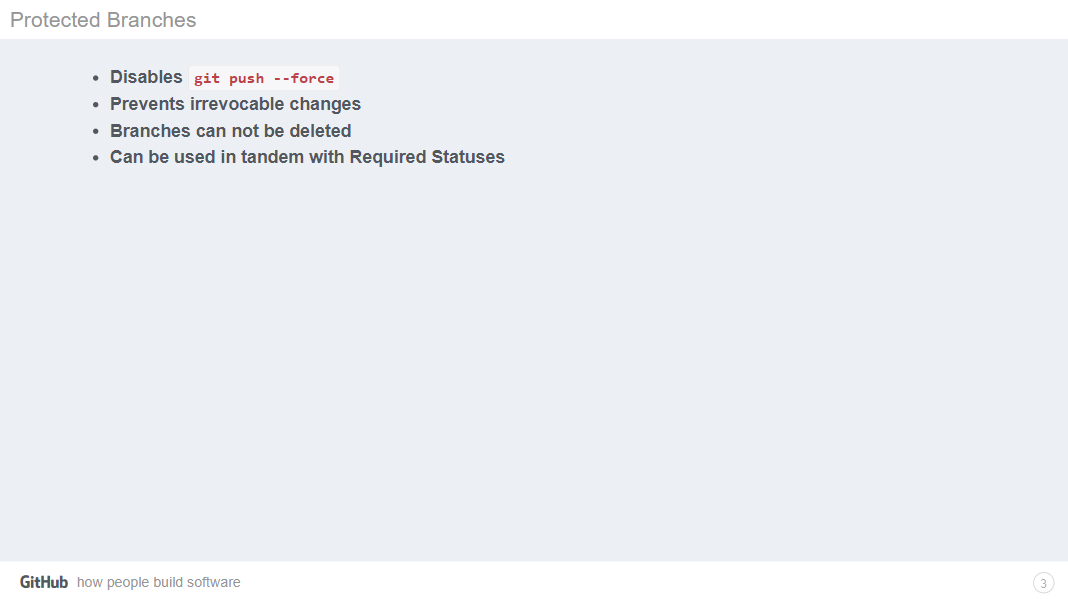 Protected Branches
Disables git push --force
Prevents irrevocable changes
Branches can not be deleted
Can be used in tandem with Required Statuses
GitHub how people build software
3